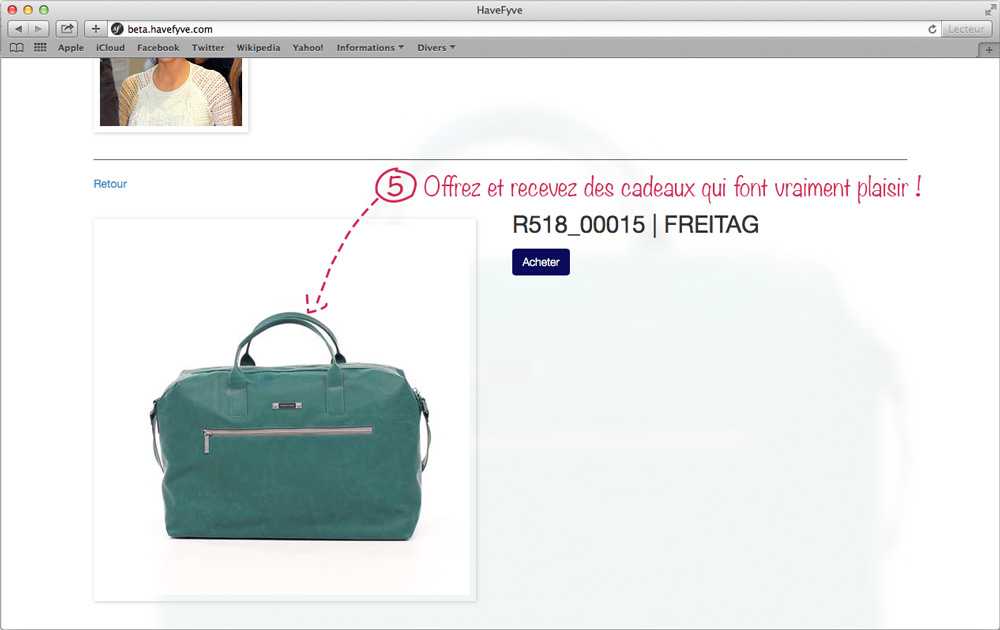 HaveFyve
beta.havefyve.com
Lecteur
Apple iCloud Facebook Twitter Wikipedia Yahoo! Informations Divers
Retour
5 Offrez et recevez des cadeaux qui font vraiment plaisir !
R518_00015 | FREITAG
Acheter